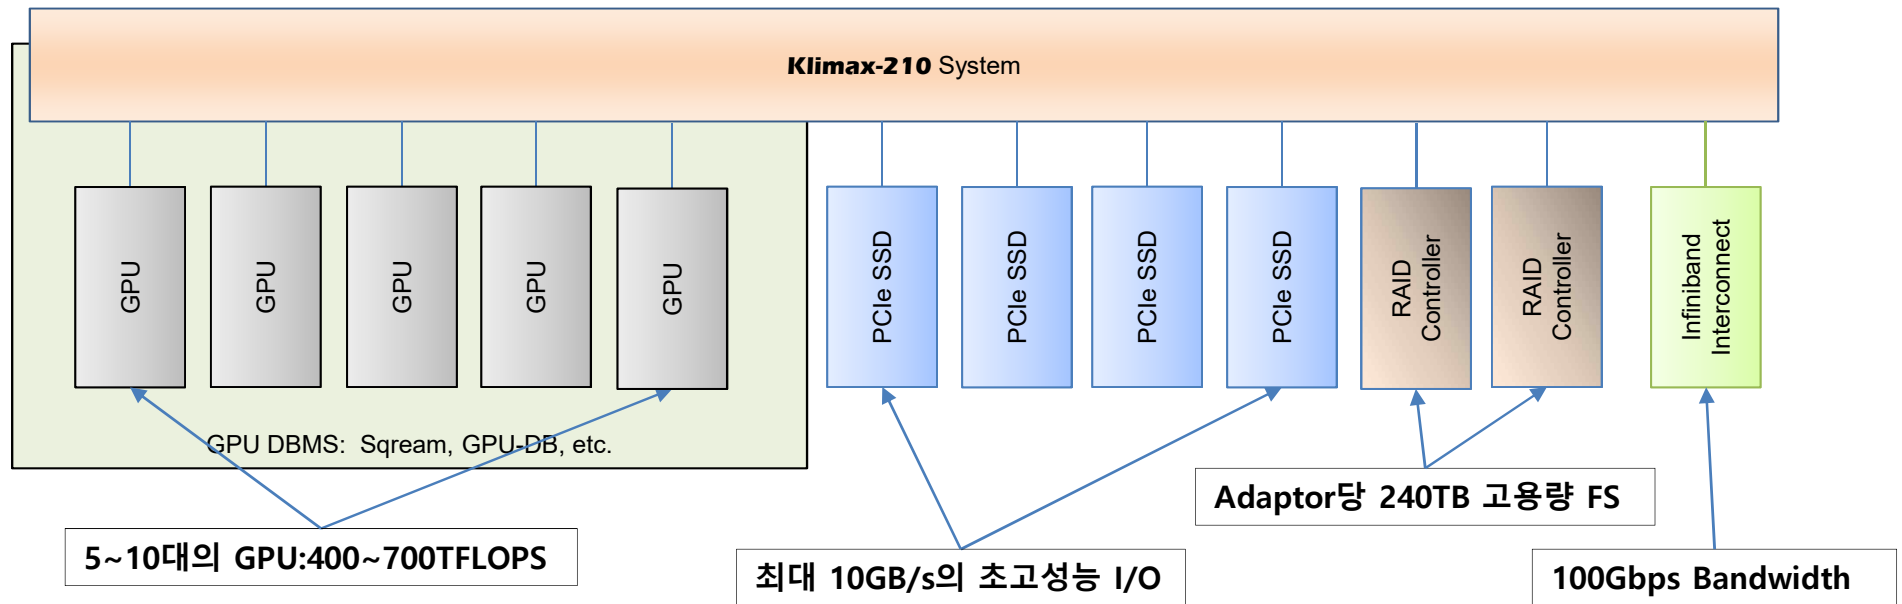 Klimax-210 System
GPU
GPU
GPU
GPU
GPU
PCIe SSD
PCIe SSD
PCIe SSD
PCIe SSD
RAID
Controller
RAID
Controller
Infiniband
Interconnect
GPU DBMS: Sqream, GPU-DB, etc.
Adaptor당 240TB 고용량 FS
5~10대의 GPU:400~700TFLOPS
최대 10GB/s의 초고성능 I/O
100Gbps Bandwidth